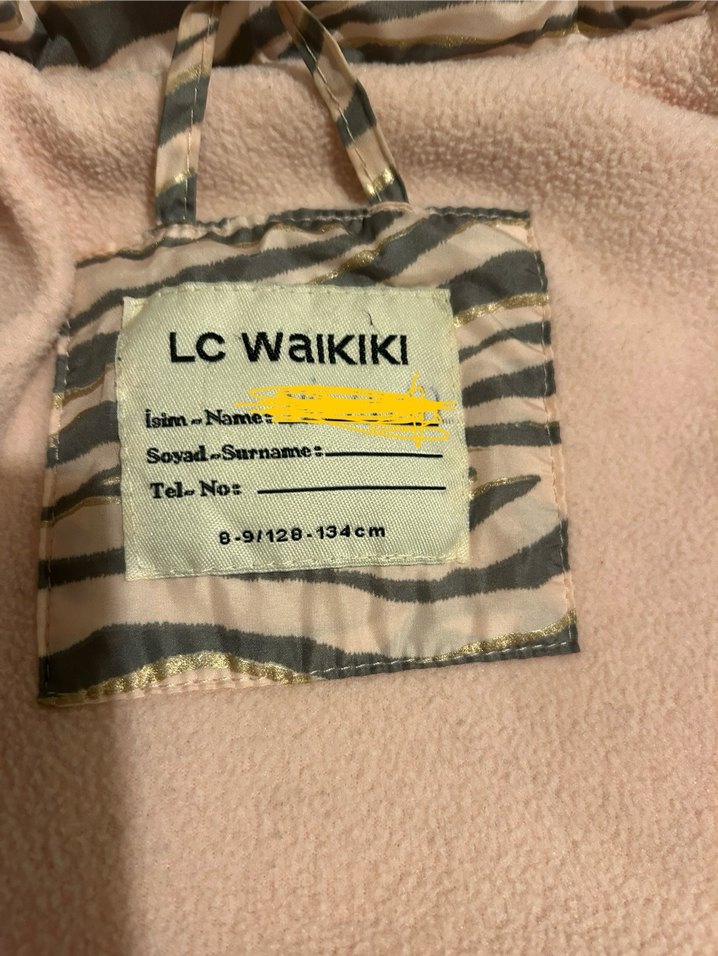 LC WaiKiKi
İsim-Name:
Soyad-Surname:
Tel-No:
8-9/128-134cm